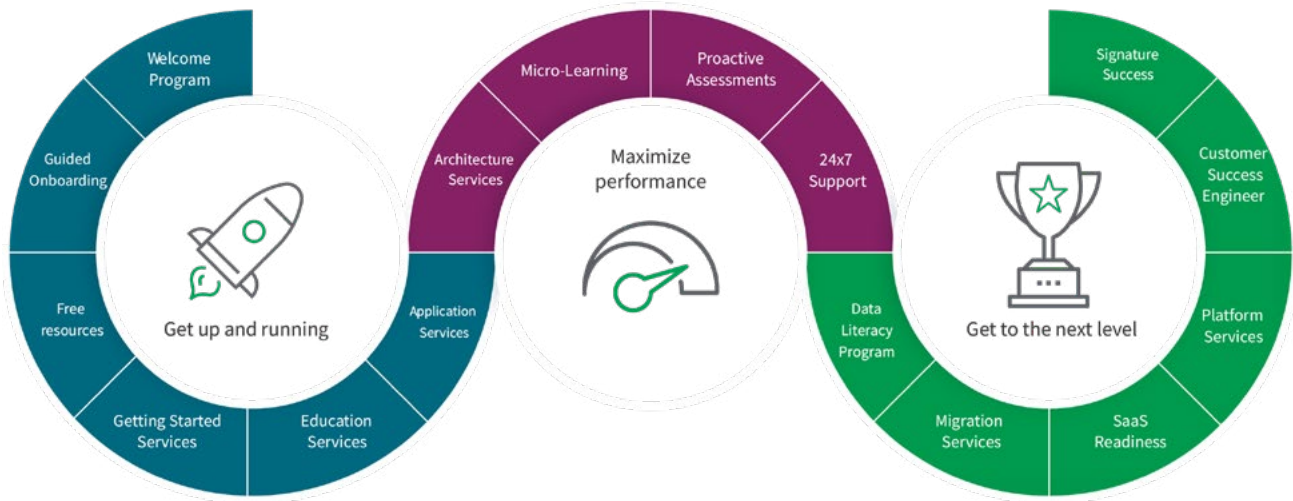 Welcome
Program
Guided
Onboarding
Free
resources
Getting Started
Services
Education
Services
Application
Services
Get up and running
Architecture
Services
Micro-Learning
Proactive
Assessments
24x7
Support
Maximize
performance
Data
Literacy
Program
Migration
Services
SaaS
Readiness
Platform
Services
Customer
Success
Engineer
Signature
Success
Get to the next level